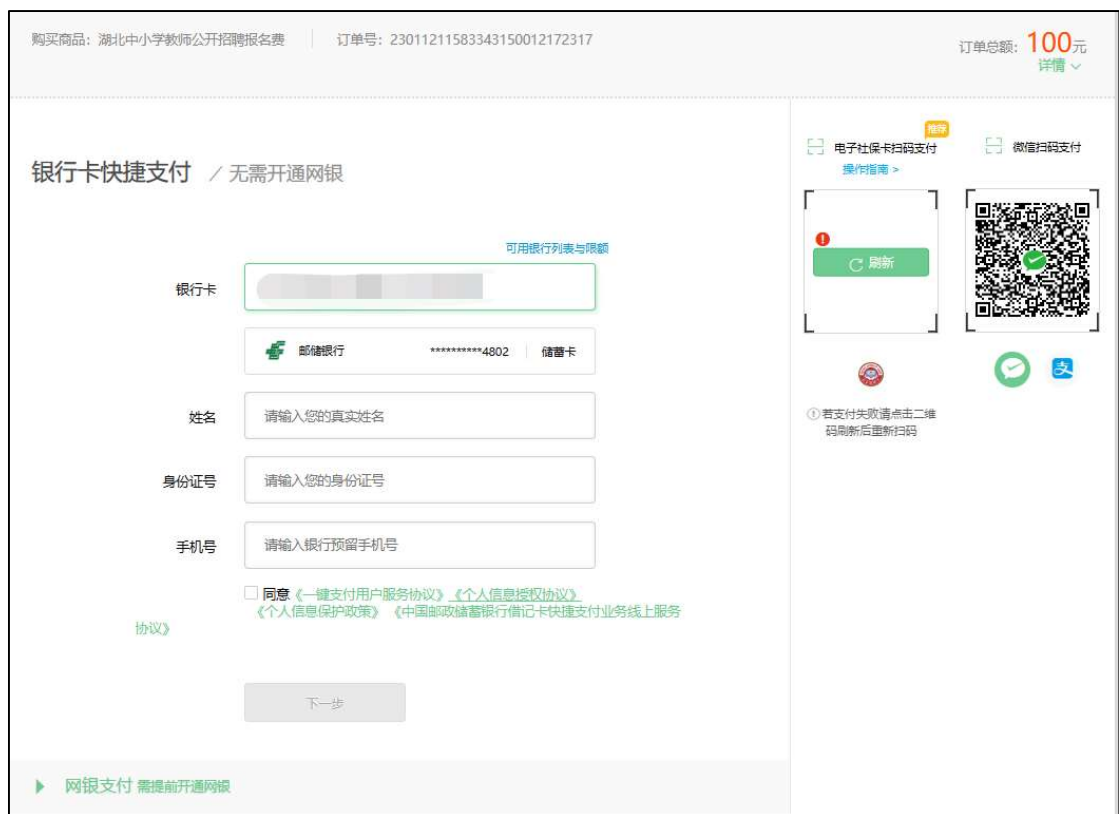 购买商品：湖北中小学教师公开招聘报名费 订单号：23011211583343150012172317
订单总额：100元
详情
银行卡快捷支付 / 无需开通网银
可用银行列表与限额
银行卡
邮储银行 **********4802 储蓄卡
姓名 请输入您的真实姓名
身份证号 请输入您的身份证号
手机号 请输入银行预留手机号
同意《一键支付用户服务协议》《个人信息授权协议》
《个人信息保护政策》 《中国邮政储蓄银行借记卡快捷支付业务线上服务
协议》
下一步
网银支付 需提前开通网银
推荐
电子社保卡扫码支付
操作指南 >
刷新
若支付失败请点击二维
码刷新后重新扫码
微信扫码支付
支